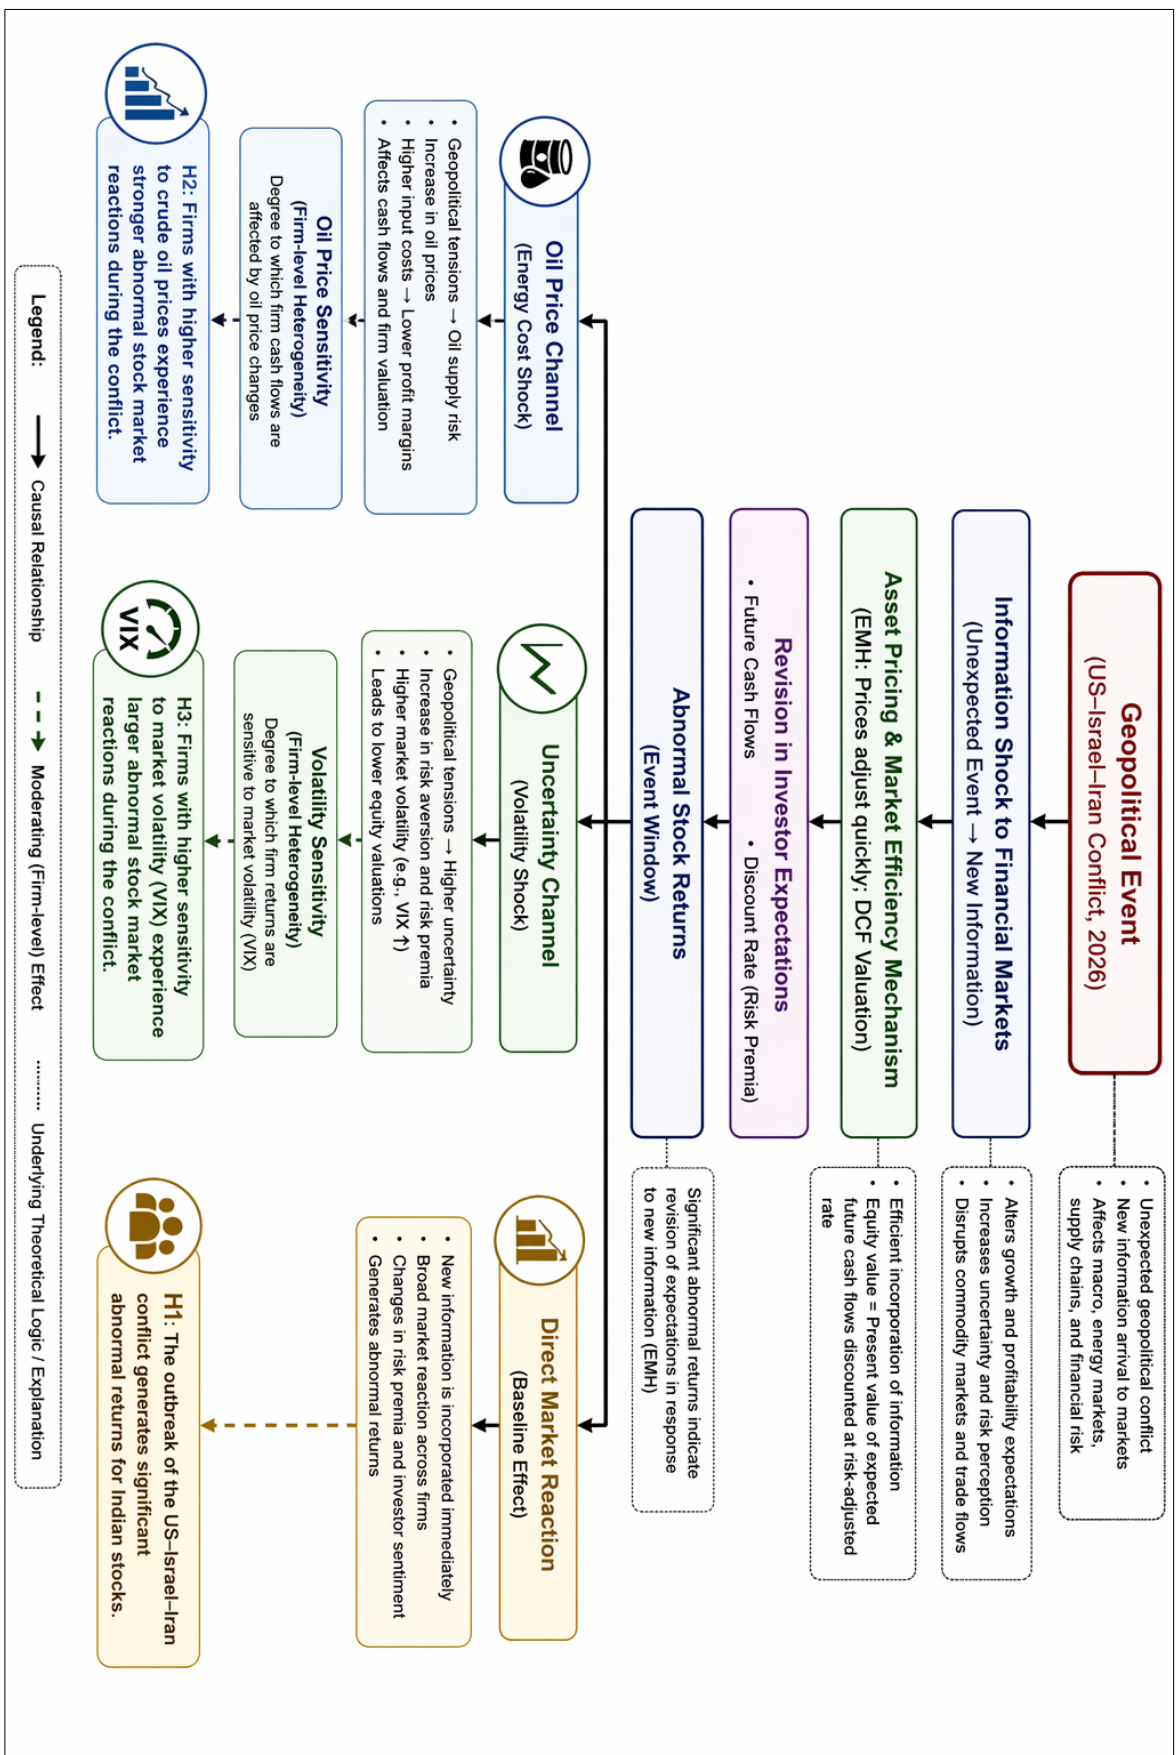 Geopolitical Event
(US–Israel–Iran Conflict, 2026)
• Unexpected geopolitical conflict
• New information arrival to markets
• Affects macro, energy markets,
supply chains, and financial risk
Information Shock to Financial Markets
(Unexpected Event → New Information)
• Alters growth and profitability expectations
• Increases uncertainty and risk perception
• Disrupts commodity markets and trade flows
Asset Pricing & Market Efficiency Mechanism
(EMH: Prices adjust quickly; DCF Valuation)
• Efficient incorporation of information
• Equity value = Present value of expected
future cash flows discounted at risk-adjusted
rate
Revision in Investor Expectations
• Future Cash Flows • Discount Rate (Risk Premia)
Abnormal Stock Returns
(Event Window)
Significant abnormal returns indicate
revision of expectations in response
to new information (EMH)
Oil Price Channel
(Energy Cost Shock)
• Geopolitical tensions → Oil supply risk
• Increase in oil prices
• Higher input costs → Lower profit margins
• Affects cash flows and firm valuation
Oil Price Sensitivity
(Firm-level Heterogeneity)
Degree to which firm cash flows are
affected by oil price changes
H2: Firms with higher sensitivity
to crude oil prices experience
stronger abnormal stock market
reactions during the conflict.
Uncertainty Channel
(Volatility Shock)
• Geopolitical tensions → Higher uncertainty
• Increase in risk aversion and risk premia
• Higher market volatility (e.g., VIX ↑)
• Leads to lower equity valuations
Volatility Sensitivity
(Firm-level Heterogeneity)
Degree to which firm returns are
sensitive to market volatility (VIX)
VIX
H3: Firms with higher sensitivity
to market volatility (VIX) experience
larger abnormal stock market
reactions during the conflict.
Direct Market Reaction
(Baseline Effect)
• New information is incorporated immediately
• Broad market reaction across firms
• Changes in risk premia and investor sentiment
• Generates abnormal returns
H1: The outbreak of the US–Israel–Iran
conflict generates significant
abnormal returns for Indian stocks.
Legend: Causal Relationship Moderating (Firm-level) Effect Underlying Theoretical Logic / Explanation